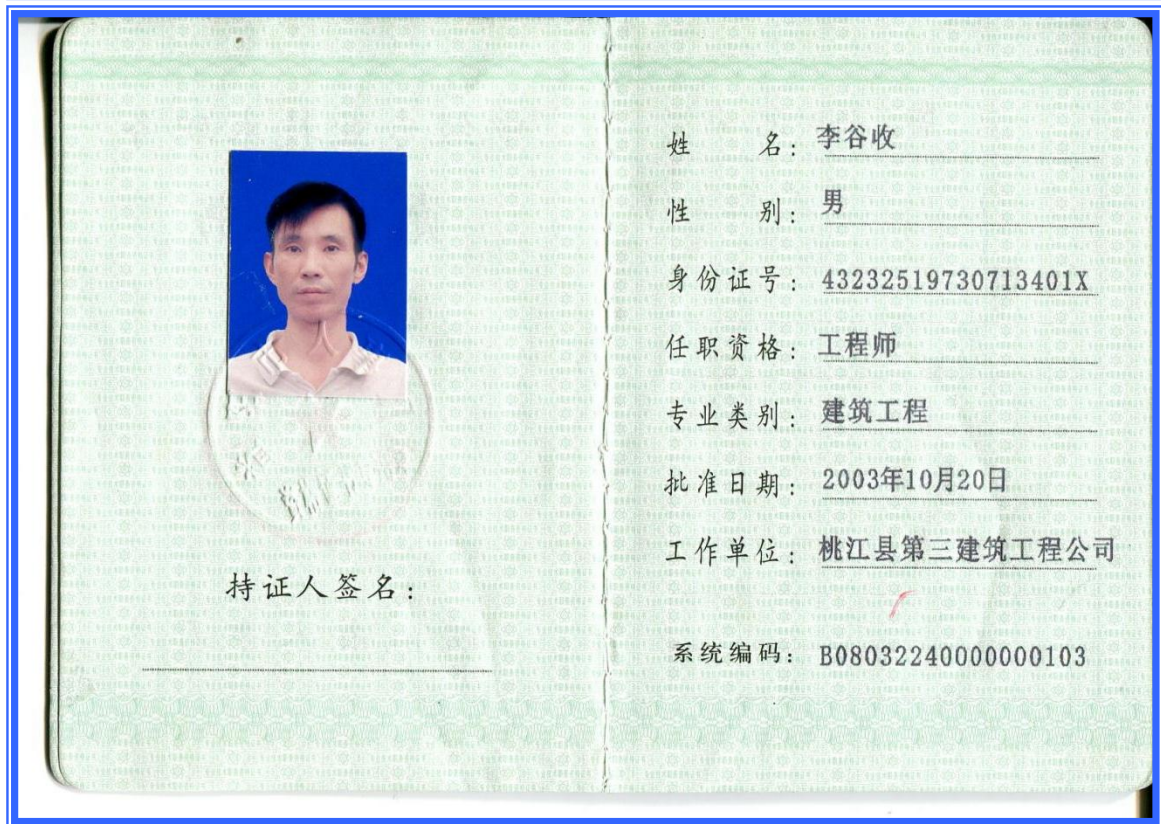 持证人签名：
姓 名：李谷收
性 别：男
身份证号：43232519730713401X
任职资格：工程师
专业类别：建筑工程
批准日期：2003年10月20日
工作单位：桃江县第三建筑工程公司
系统编码：B08032240000000103